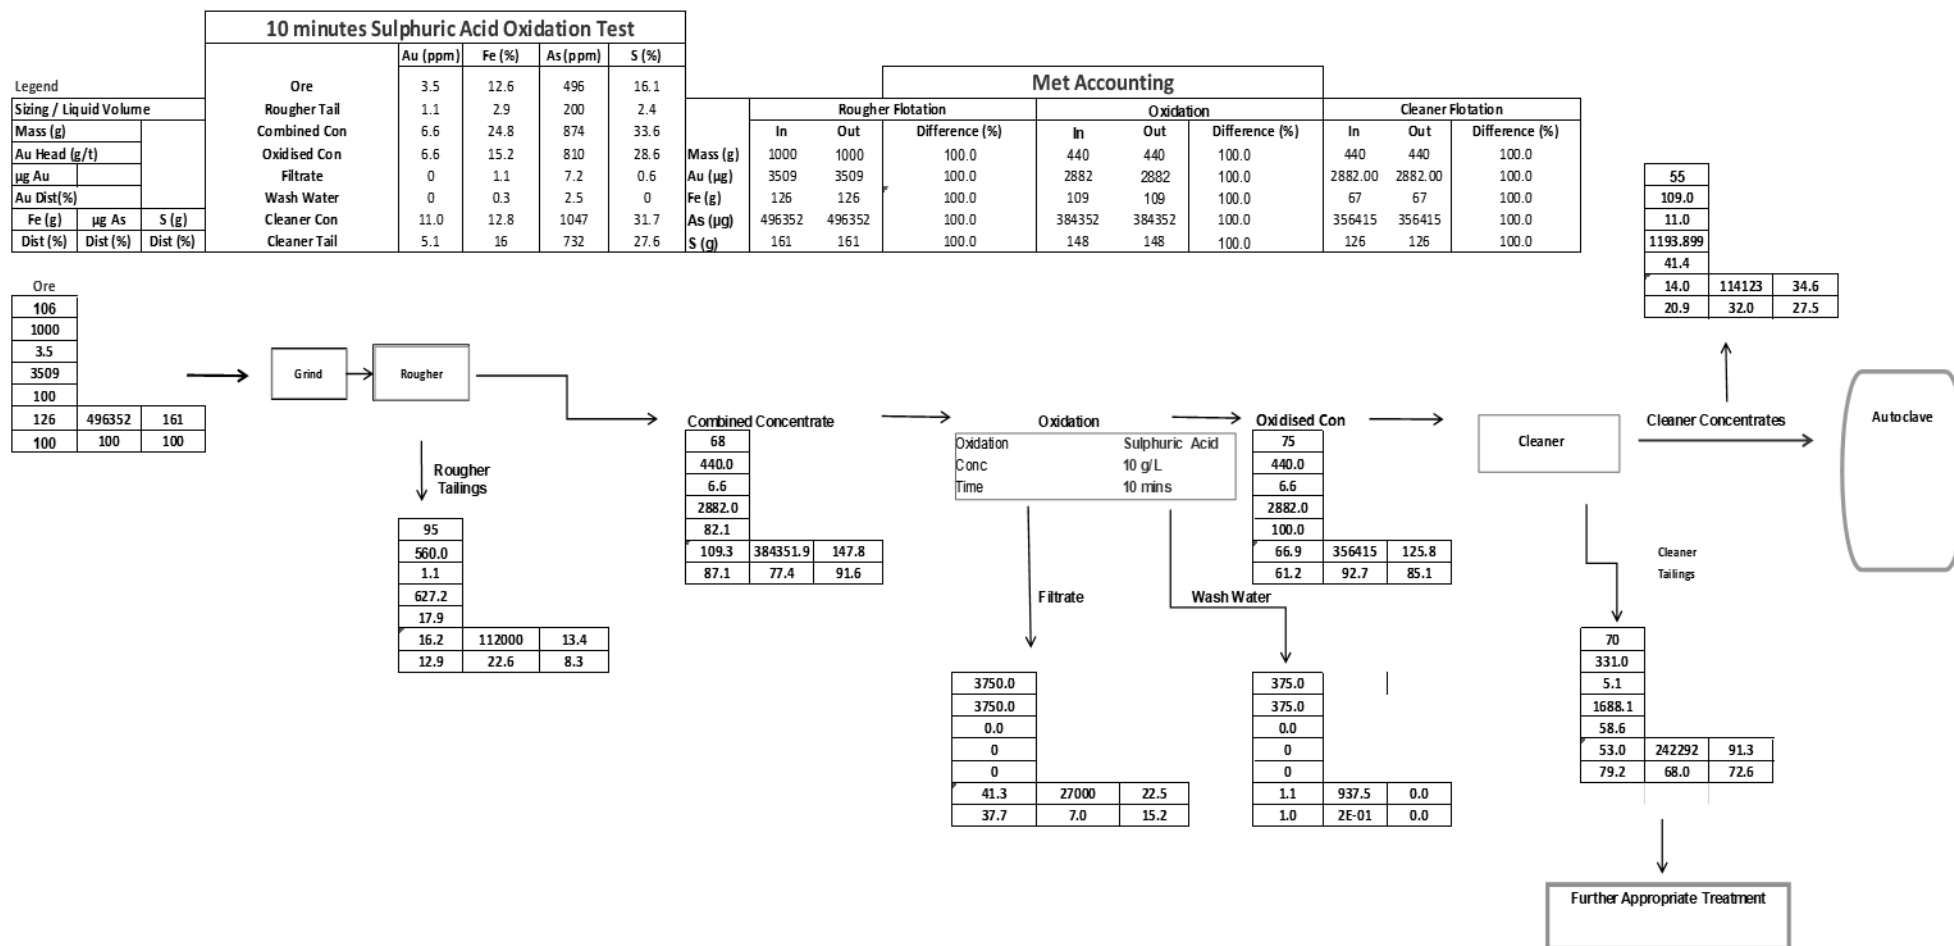 10 minutes Sulphuric Acid Oxidation Test
Au (ppm) Fe (%) As (ppm) S (%)
Ore 3.5 12.6 496 16.1
Rougher Tail 1.1 2.9 200 2.4
Combined Con 6.6 24.8 874 33.6
Oxidised Con 6.6 15.2 810 28.6
Filtrate 0 1.1 7.2 0.6
Wash Water 0 0.3 2.5 0
Cleaner Con 11.0 12.8 1047 31.7
Cleaner Tail 5.1 16 732 27.6
Legend
Sizing / Liquid Volume
Mass (g)
Au Head (g/t)
µg Au
Au Dist(%)
Fe (g) µg As S (g)
Dist (%) Dist (%) Dist (%)
Met Accounting
Rougher Flotation Oxidation Cleaner Flotation
In Out Difference (%) In Out Difference (%) In Out Difference (%)
Mass (g) 1000 1000 100.0 440 440 100.0 440 440 100.0
Au (µg) 3509 3509 100.0 2882 2882 100.0 2882.00 2882.00 100.0
Fe (g) 126 126 100.0 109 109 100.0 67 67 100.0
As (µg) 496352 496352 100.0 384352 384352 100.0 356415 356415 100.0
S (g) 161 161 100.0 148 148 100.0 126 126 100.0
55
109.0
11.0
1193.899
41.4
14.0 114123 34.6
20.9 32.0 27.5
Ore
106
1000
3.5
3509
100
126 496352 161
100 100 100
Grind
Rougher
Rougher
Tailings
95
560.0
1.1
627.2
17.9
16.2 112000 13.4
12.9 22.6 8.3
Combined Concentrate
68
440.0
6.6
2882.0
82.1
109.3 384351.9 147.8
87.1 77.4 91.6
Oxidation
Oxidation Sulphuric Acid
Conc 10 g/L
Time 10 mins
Filtrate
3750.0
3750.0
0.0
0
0
41.3 27000 22.5
37.7 7.0 15.2
Wash Water
375.0
375.0
0.0
0
0
1.1 937.5 0.0
1.0 2E-01 0.0
Oxidised Con
75
440.0
6.6
2882.0
100.0
66.9 356415 125.8
61.2 92.7 85.1
Cleaner
Cleaner Concentrates
Autoclave
Cleaner
Tailings
70
331.0
5.1
1688.1
58.6
53.0 242292 91.3
79.2 68.0 72.6
Further Appropriate Treatment